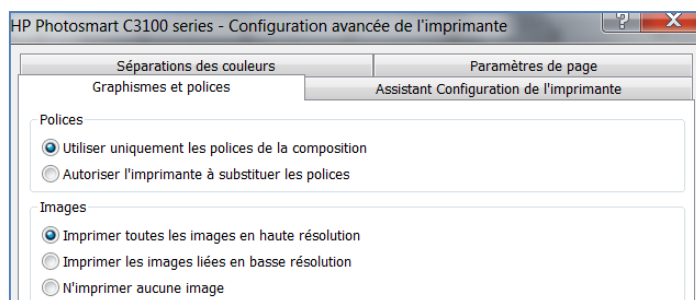 HP Photosmart C3100 series - Configuration avancée de l'imprimante ? X
Séparations des couleurs Paramètres de page
Graphismes et polices Assistant Configuration de l'imprimante
Polices
Utiliser uniquement les polices de la composition
Autoriser l'imprimante à substituer les polices
Images
Imprimer toutes les images en haute résolution
Imprimer les images liées en basse résolution
N'imprimer aucune image